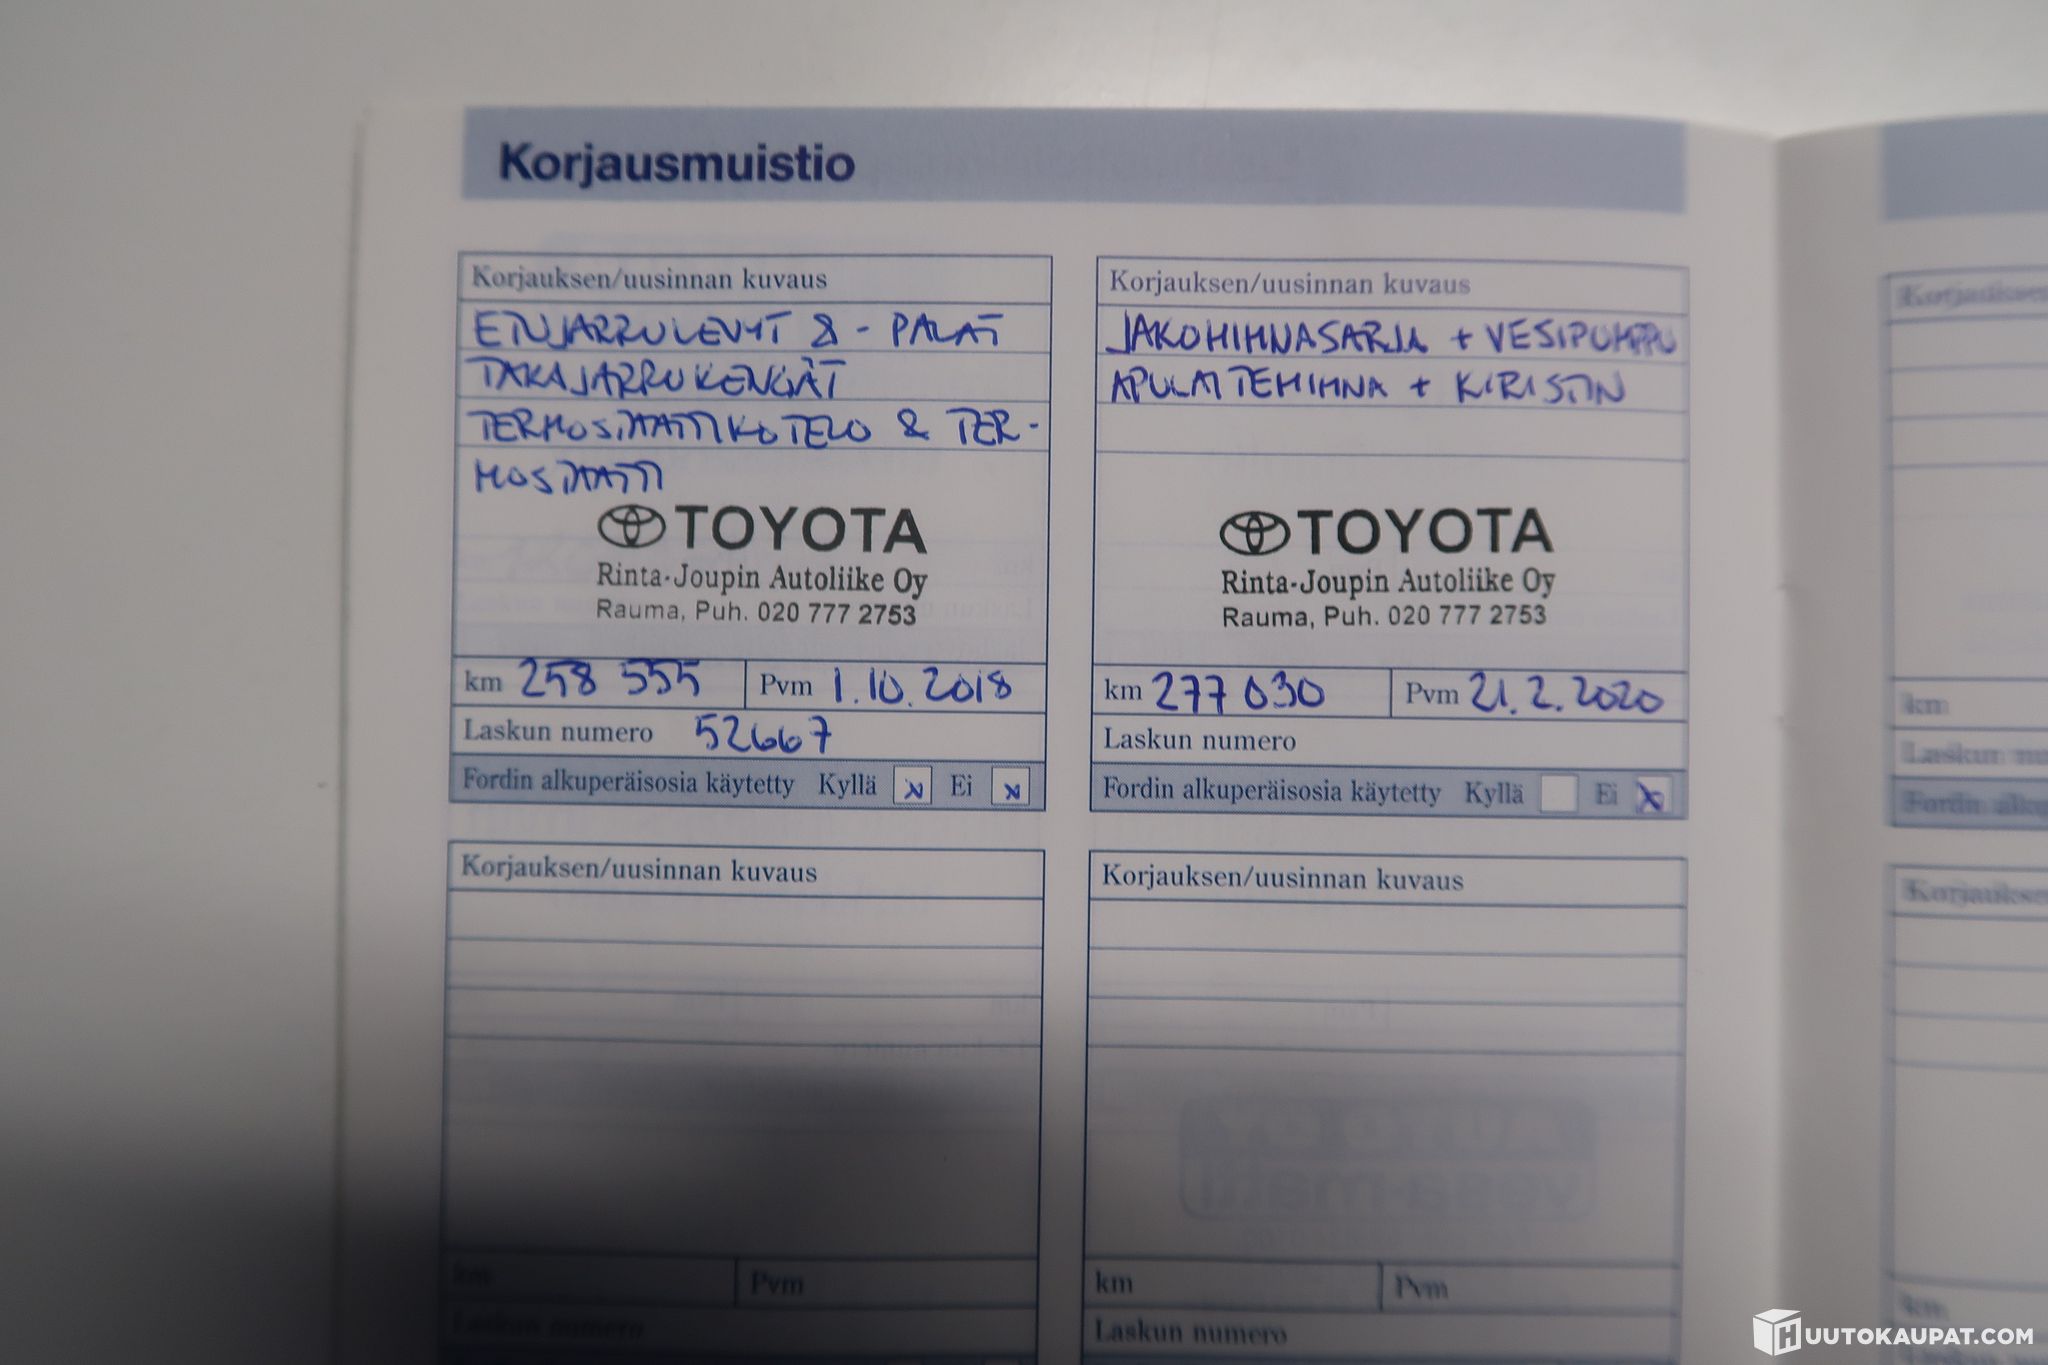 Korjausmuistio
Korjauksen/uusinnan kuvaus
ETUJARRULEVYT & - PALAT
TAKAJARRUKENGÄT
TERMOSTAATTIKOTELO & TER-
MOSTAATTI
TOYOTA
Rinta-Joupin Autoliike Oy
Rauma, Puh. 020 777 2753
km 258 555 Pvm 1.10.2018
Laskun numero 52667
Fordin alkuperäisosia käytetty Kyllä x Ei x
Korjauksen/uusinnan kuvaus
JAKOHIHNASARJA + VESIPUMPPU
APULAITEHIHNA + KIRISTIN
TOYOTA
Rinta-Joupin Autoliike Oy
Rauma, Puh. 020 777 2753
km 277 030 Pvm 21.2.2020
Laskun numero
Fordin alkuperäisosia käytetty Kyllä Ei x
Korjauksen/uusinnan kuvaus
km Pvm
Laskun numero
Korjauksen/uusinnan kuvaus
km Pvm
Laskun numero
km
HUUTOKAUPAT.COM